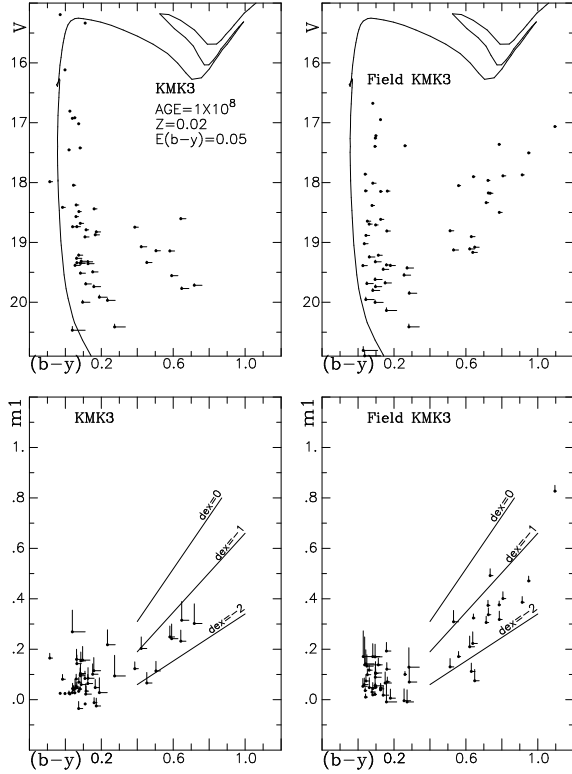 V
16
17
18
19
20
KMK3
AGE=1X10⁸
Z=0.02
E(b−y)=0.05
(b−y)
0.2
0.6
1.0
V
16
17
18
19
20
Field KMK3
(b−y)
0.2
0.6
1.0
m1
1.
.8
.6
.4
.2
.0
KMK3
dex=0
dex=−1
dex=−2
(b−y)
0.2
0.6
1.0
m1
1.
.8
.6
.4
.2
.0
Field KMK3
dex=0
dex=−1
dex=−2
(b−y)
0.2
0.6
1.0